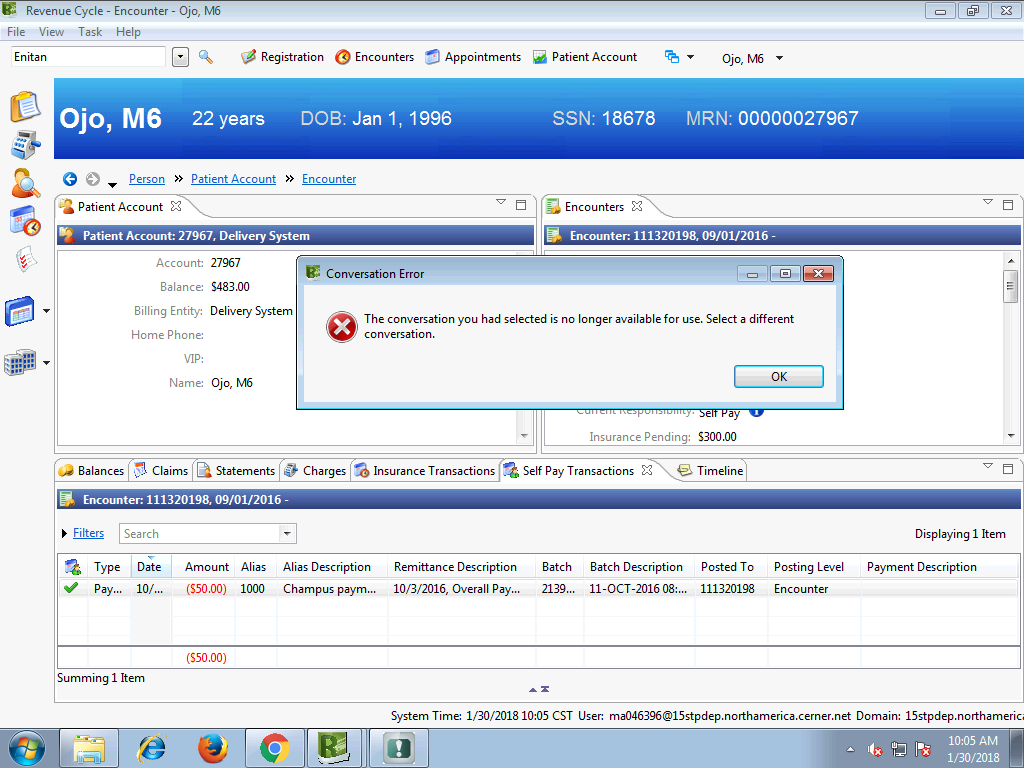 Revenue Cycle - Encounter - Ojo, M6
File View Task Help
Enitan Registration Encounters Appointments Patient Account Ojo, M6
Ojo, M6 22 years DOB: Jan 1, 1996 SSN: 18678 MRN: 00000027967
Person » Patient Account » Encounter
Patient Account
Patient Account: 27967, Delivery System
Account: 27967
Balance: $483.00
Billing Entity: Delivery System
Home Phone:
VIP:
Name: Ojo, M6
Encounters
Encounter: 111320198, 09/01/2016 -
Conversation Error
The conversation you had selected is no longer available for use. Select a different
conversation.
OK
Current Responsibility: Self Pay
Insurance Pending: $300.00
Balances Claims Statements Charges Insurance Transactions Self Pay Transactions Timeline
Encounter: 111320198, 09/01/2016 -
Filters Search Displaying 1 Item
Type Date Amount Alias Alias Description Remittance Description Batch Batch Description Posted To Posting Level Payment Description
Pay... 10/... ($50.00) 1000 Champus paym... 10/3/2016, Overall Pay... 2139... 11-OCT-2016 08:... 111320198 Encounter
($50.00)
Summing 1 Item
System Time: 1/30/2018 10:05 CST User: ma046396@15stpdep.northamerica.cerner.net Domain: 15stpdep.northamerica
10:05 AM
1/30/2018